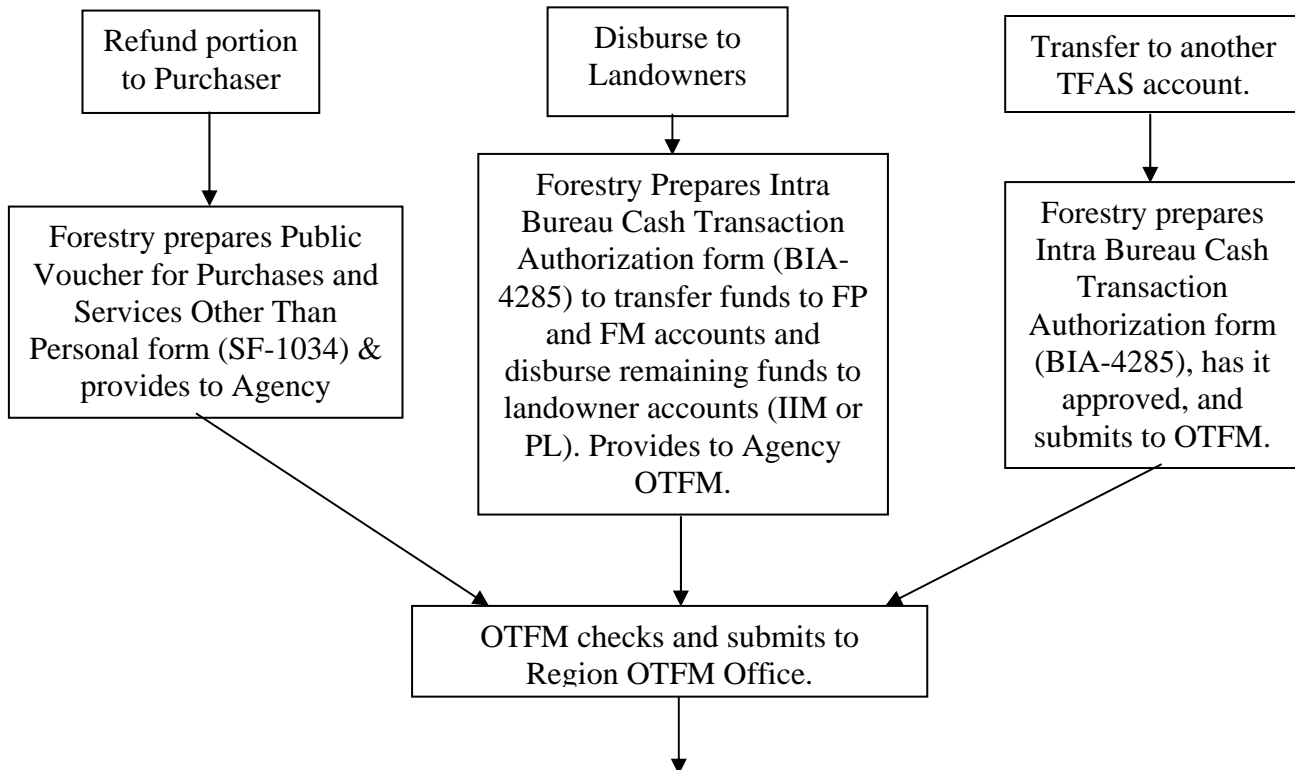 Refund portion
to Purchaser
Disburse to
Landowners
Transfer to another
TFAS account.
Forestry prepares Public
Voucher for Purchases and
Services Other Than
Personal form (SF-1034) &
provides to Agency
Forestry Prepares Intra
Bureau Cash Transaction
Authorization form (BIA-
4285) to transfer funds to FP
and FM accounts and
disburse remaining funds to
landowner accounts (IIM or
PL). Provides to Agency
OTFM.
Forestry prepares
Intra Bureau Cash
Transaction
Authorization form
(BIA-4285), has it
approved, and
submits to OTFM.
OTFM checks and submits to
Region OTFM Office.